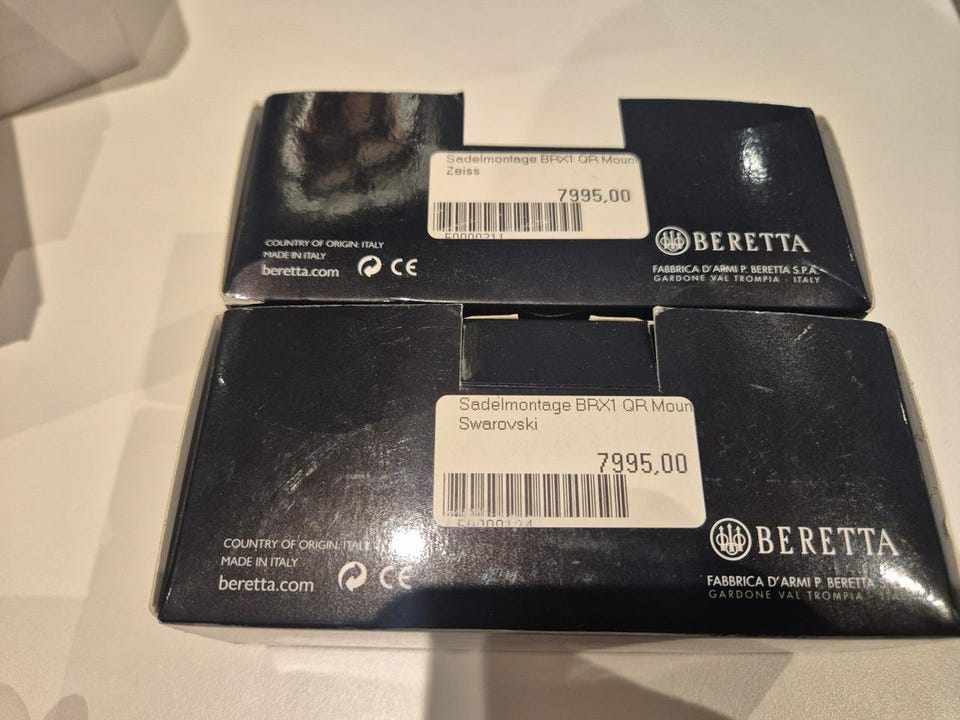 Sadelmontage BRX1 QR Moun
Zeiss
7995,00
E0000211
COUNTRY OF ORIGIN: ITALY
MADE IN ITALY
beretta.com
CE
BERETTA
FABBRICA D'ARMI P. BERETTA S.P.A.
GARDONE VAL TROMPIA - ITALY
Sadelmontage BRX1 QR Moun
Swarovski
7995,00
COUNTRY OF ORIGIN: ITALY
MADE IN ITALY
beretta.com
CE
BERETTA
FABBRICA D'ARMI P. BERETTA
GARDONE VAL TROMPIA - ITALY